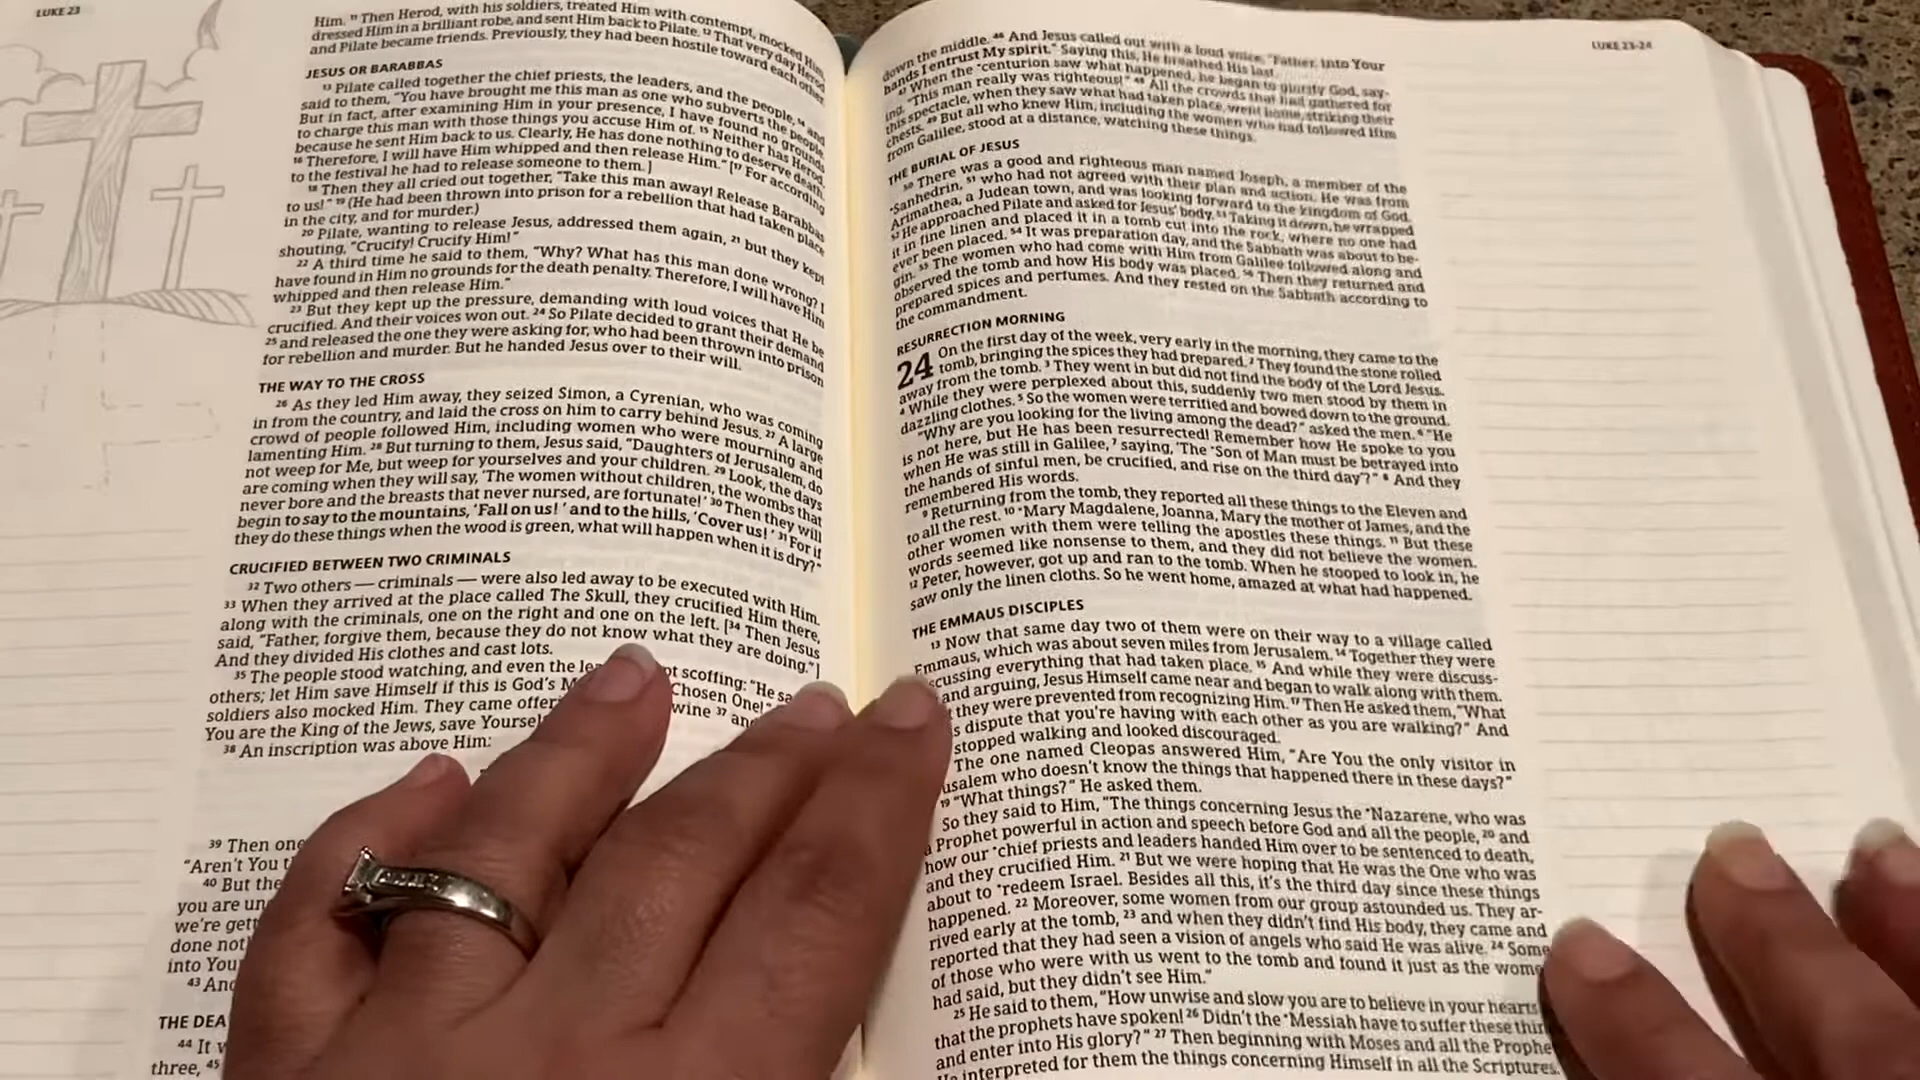 LUKE 23
Him. 11 Then Herod, with his soldiers, treated Him with contempt, mocked Him,
dressed Him in a brilliant robe, and sent Him back to Pilate. 12 That very day Herod
and Pilate became friends. Previously, they had been hostile toward each other.
JESUS OR BARABBAS
13 Pilate called together the chief priests, the leaders, and the people, 14 and
said to them, “You have brought me this man as one who subverts the people.
But in fact, after examining Him in your presence, I have found no grounds
to charge this man with those things you accuse Him of. 15 Neither has Herod,
because he sent Him back to us. Clearly, He has done nothing to deserve death.
16 Therefore, I will have Him whipped and then release Him.” [17 For according
to the festival he had to release someone to them.]
18 Then they all cried out together, “Take this man away! Release Barabbas
to us!” 19 (He had been thrown into prison for a rebellion that had taken place
in the city, and for murder.)
20 Pilate, wanting to release Jesus, addressed them again, 21 but they kept
shouting, “Crucify! Crucify Him!”
22 A third time he said to them, “Why? What has this man done wrong? I
have found in Him no grounds for the death penalty. Therefore, I will have Him
whipped and then release Him.”
23 But they kept up the pressure, demanding with loud voices that He be
crucified. And their voices won out. 24 So Pilate decided to grant their demand
25 and released the one they were asking for, who had been thrown into prison
for rebellion and murder. But he handed Jesus over to their will.
THE WAY TO THE CROSS
26 As they led Him away, they seized Simon, a Cyrenian, who was coming
in from the country, and laid the cross on him to carry behind Jesus. 27 A large
crowd of people followed Him, including women who were mourning and
lamenting Him. 28 But turning to them, Jesus said, “Daughters of Jerusalem, do
not weep for Me, but weep for yourselves and your children. 29 Look, the days
are coming when they will say, ‘The women without children, the wombs that
never bore and the breasts that never nursed, are fortunate!’ 30 Then they will
begin to say to the mountains, ‘Fall on us!’ and to the hills, ‘Cover us!’ 31 For if
they do these things when the wood is green, what will happen when it is dry?”
CRUCIFIED BETWEEN TWO CRIMINALS
32 Two others — criminals — were also led away to be executed with Him.
33 When they arrived at the place called The Skull, they crucified Him there,
along with the criminals, one on the right and one on the left. [34 Then Jesus
said, “Father, forgive them, because they do not know what they are doing.”]
And they divided His clothes and cast lots.
35 The people stood watching, and even the scoffing: “He
others; let Him save Himself if this is God’s Chosen One!”
soldiers also mocked Him. They came wine 37 and
You are the King of the Jews, save
38 An inscription was above Him:
39 Then one
“Aren’t You
40 But the
you are
we’re
done
into
43
THE
44 It
three, 45
LUKE 23–24
down the middle. 46 And Jesus called out with a loud voice, “Father, into Your
hands I entrust My spirit.” Saying this, He breathed His last.
47 When the *centurion saw what happened, he began to glorify God, say-
ing, “This man really was righteous!” 48 All the crowds that had gathered for
this spectacle, when they saw what had taken place, went home, striking their
chests. 49 But all who knew Him, including the women who had followed Him
from Galilee, stood at a distance, watching these things.
THE BURIAL OF JESUS
50 There was a good and righteous man named Joseph, a member of the
*Sanhedrin, 51 who had not agreed with their plan and action. He was from
Arimathea, a Judean town, and was looking forward to the kingdom of God.
52 He approached Pilate and asked for Jesus’ body. 53 Taking it down, he wrapped
it in fine linen and placed it in a tomb cut into the rock, where no one had
ever been placed. 54 It was preparation day, and the Sabbath was about to be-
gin. 55 The women who had come with Him from Galilee followed along and
observed the tomb and how His body was placed. 56 Then they returned and
prepared spices and perfumes. And they rested on the Sabbath according to
the commandment.
RESURRECTION MORNING
24 On the first day of the week, very early in the morning, they came to the
tomb, bringing the spices they had prepared. 2 They found the stone rolled
away from the tomb. 3 They went in but did not find the body of the Lord Jesus.
4 While they were perplexed about this, suddenly two men stood by them in
dazzling clothes. 5 So the women were terrified and bowed down to the ground.
“Why are you looking for the living among the dead?” asked the men. 6 “He
is not here, but He has been resurrected! Remember how He spoke to you
when He was still in Galilee, 7 saying, ‘The *Son of Man must be betrayed into
the hands of sinful men, be crucified, and rise on the third day’?” 8 And they
remembered His words.
9 Returning from the tomb, they reported all these things to the Eleven and
to all the rest. 10 *Mary Magdalene, Joanna, Mary the mother of James, and the
other women with them were telling the apostles these things. 11 But these
words seemed like nonsense to them, and they did not believe the women.
12 Peter, however, got up and ran to the tomb. When he stooped to look in, he
saw only the linen cloths. So he went home, amazed at what had happened.
THE EMMAUS DISCIPLES
13 Now that same day two of them were on their way to a village called
Emmaus, which was about seven miles from Jerusalem. 14 Together they were
discussing everything that had taken place. 15 And while they were discuss-
and arguing, Jesus Himself came near and began to walk along with them.
they were prevented from recognizing Him. 17 Then He asked them, “What
dispute that you’re having with each other as you are walking?” And
stopped walking and looked discouraged.
The one named Cleopas answered Him, “Are You the only visitor in
usalem who doesn’t know the things that happened there in these days?”
19 “What things?” He asked them.
So they said to Him, “The things concerning Jesus the *Nazarene, who was
a Prophet powerful in action and speech before God and all the people, 20 and
how our *chief priests and leaders handed Him over to be sentenced to death,
and they crucified Him. 21 But we were hoping that He was the One who was
about to *redeem Israel. Besides all this, it’s the third day since these things
happened. 22 Moreover, some women from our group astounded us. They ar-
rived early at the tomb, 23 and when they didn’t find His body, they came and
reported that they had seen a vision of angels who said He was alive. 24 Some
of those who were with us went to the tomb and found it just as the wome
had said, but they didn’t see Him.”
25 He said to them, “How unwise and slow you are to believe in your hearts
that the prophets have spoken! 26 Didn’t the *Messiah have to suffer these
and enter into His glory?” 27 Then beginning with Moses and all the Prophe
He interpreted for them the things concerning Himself in all the Scriptures.